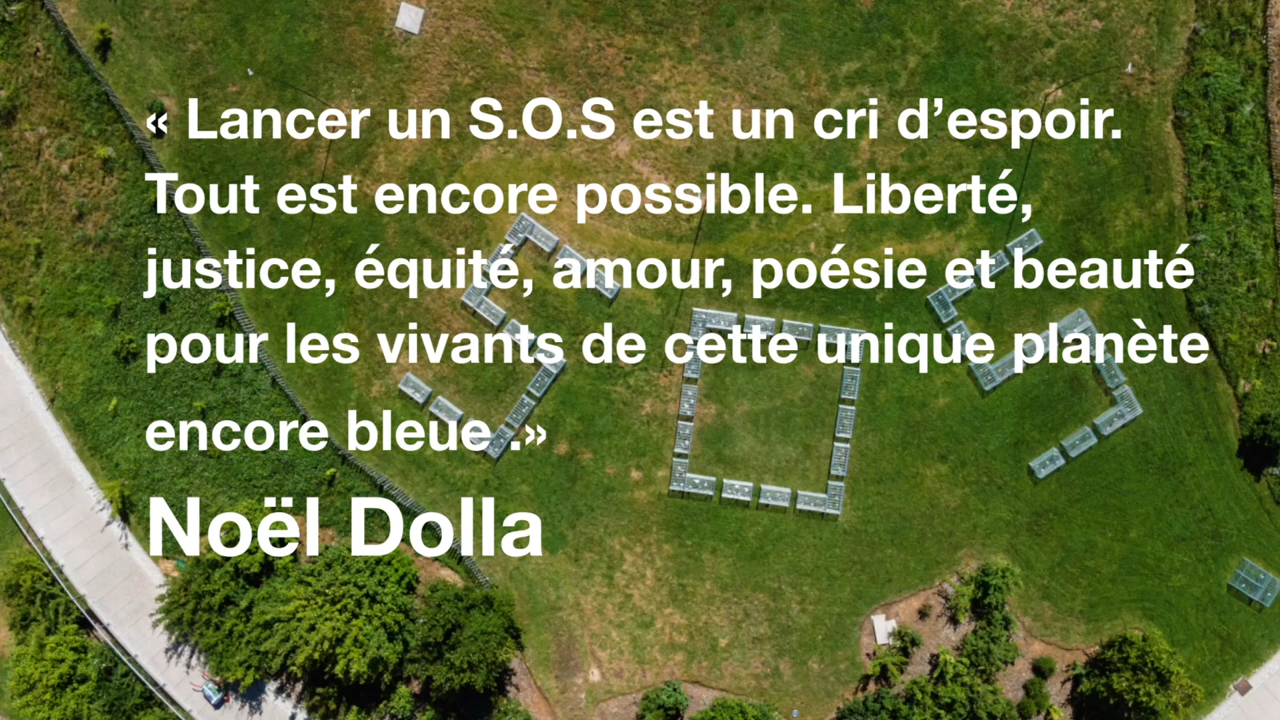 « Lancer un S.O.S est un cri d’espoir.
Tout est encore possible. Liberté,
justice, équité, amour, poésie et beauté
pour les vivants de cette unique planète
encore bleue .»
Noël Dolla
SOS